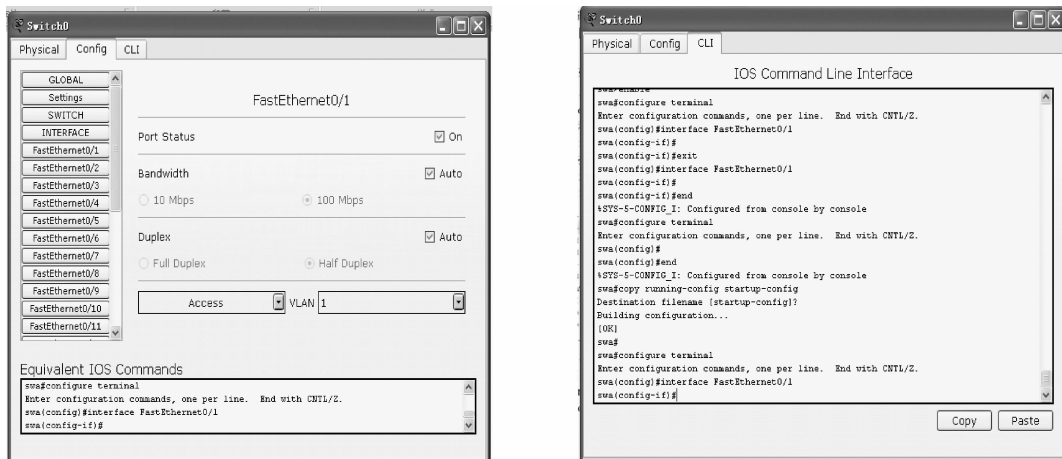 Switch0
Physical Config CLI
GLOBAL
Settings
SWITCH
INTERFACE
FastEthernet0/1
FastEthernet0/2
FastEthernet0/3
FastEthernet0/4
FastEthernet0/5
FastEthernet0/6
FastEthernet0/7
FastEthernet0/8
FastEthernet0/9
FastEthernet0/10
FastEthernet0/11
FastEthernet0/1
Port Status On
Bandwidth Auto
10 Mbps 100 Mbps
Duplex Auto
Full Duplex Half Duplex
Access VLAN 1
Equivalent IOS Commands
swa#configure terminal
Enter configuration commands, one per line. End with CNTL/Z.
swa(config)#interface FastEthernet0/1
swa(config-if)#
Switch0
Physical Config CLI
IOS Command Line Interface
swa>enable
swa#configure terminal
Enter configuration commands, one per line. End with CNTL/Z.
swa(config)#interface FastEthernet0/1
swa(config-if)#
swa(config-if)#exit
swa(config)#interface FastEthernet0/1
swa(config-if)#
swa(config-if)#end
%SYS-5-CONFIG_I: Configured from console by console
swa#configure terminal
Enter configuration commands, one per line. End with CNTL/Z.
swa(config)#
swa(config)#end
%SYS-5-CONFIG_I: Configured from console by console
swa#copy running-config startup-config
Destination filename [startup-config]?
Building configuration...
[OK]
swa#
swa#configure terminal
Enter configuration commands, one per line. End with CNTL/Z.
swa(config)#interface FastEthernet0/1
swa(config-if)#
Copy Paste